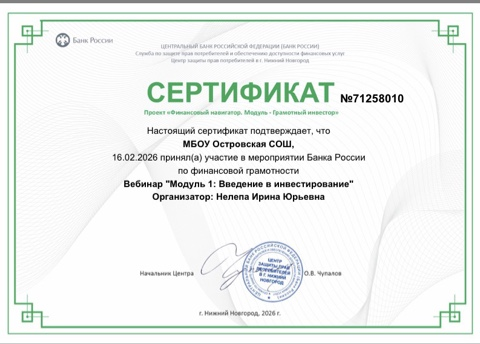 Банк России
ЦЕНТРАЛЬНЫЙ БАНК РОССИЙСКОЙ ФЕДЕРАЦИИ (БАНК РОССИИ)
Служба по защите прав потребителей и обеспечению доступности финансовых услуг
Центр защиты прав потребителей в г. Нижний Новгород
СЕРТИФИКАТ №71258010
Проект «Финансовый навигатор. Модуль - Грамотный инвестор»
Настоящий сертификат подтверждает, что
МБОУ Островская СОШ,
16.02.2026 принял(а) участие в мероприятии Банка России
по финансовой грамотности
Вебинар "Модуль 1: Введение в инвестирование"
Организатор: Нелепа Ирина Юрьевна
ЦЕНТР
ЗАЩИТЫ ПРАВ
ПОТРЕБИТЕЛЕЙ
В Г. НИЖНИЙ
НОВГОРОД
Начальник Центра
О.В. Чупалов
г. Нижний Новгород, 2026 г.